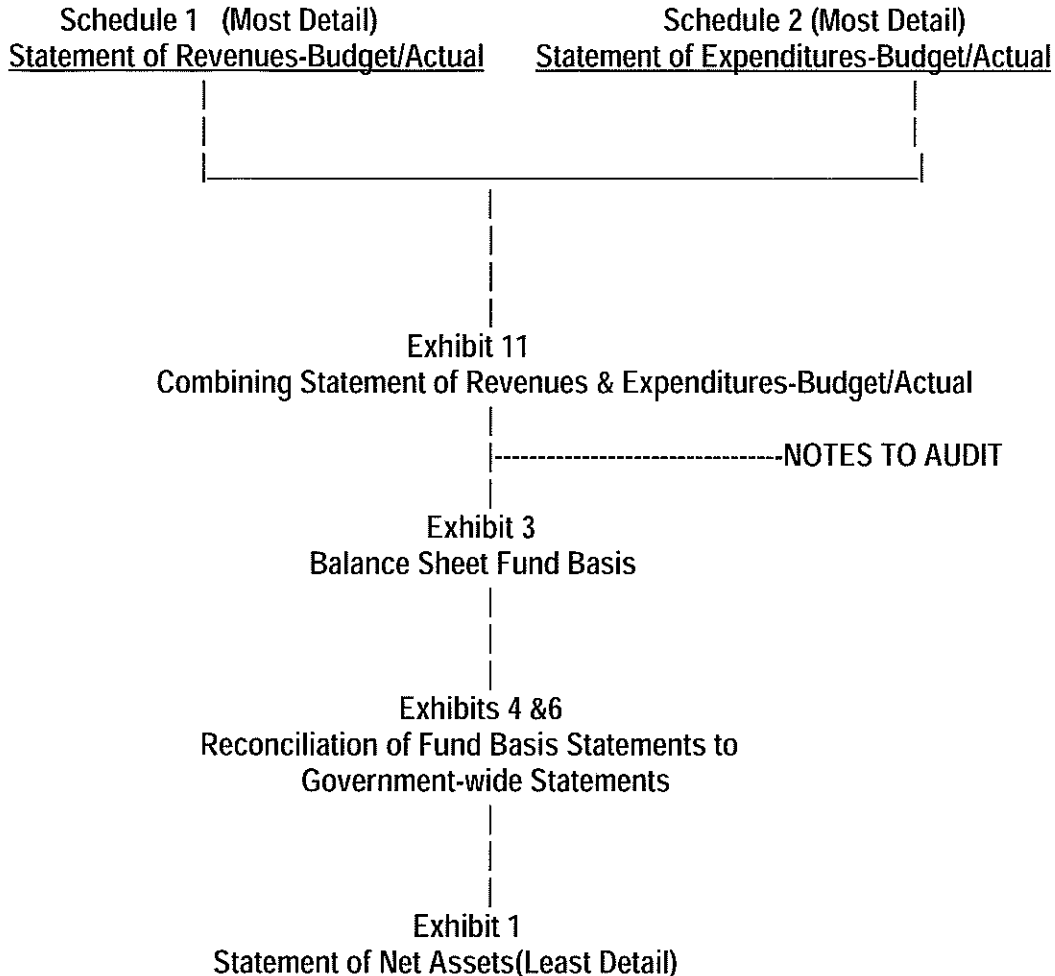 Schedule 1 (Most Detail)
Statement of Revenues-Budget/Actual
Schedule 2 (Most Detail)
Statement of Expenditures-Budget/Actual
Exhibit 11
Combining Statement of Revenues & Expenditures-Budget/Actual
NOTES TO AUDIT
Exhibit 3
Balance Sheet Fund Basis
Exhibits 4 &6
Reconciliation of Fund Basis Statements to
Government-wide Statements
Exhibit 1
Statement of Net Assets(Least Detail)